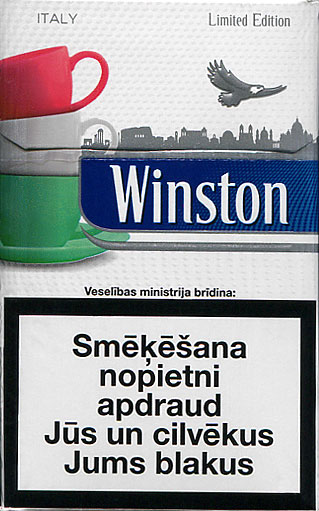 ITALY
Limited Edition
Winston
Veselības ministrija brīdina:
Smēķēšana
nopietni
apdraud
Jūs un cilvēkus
Jums blakus